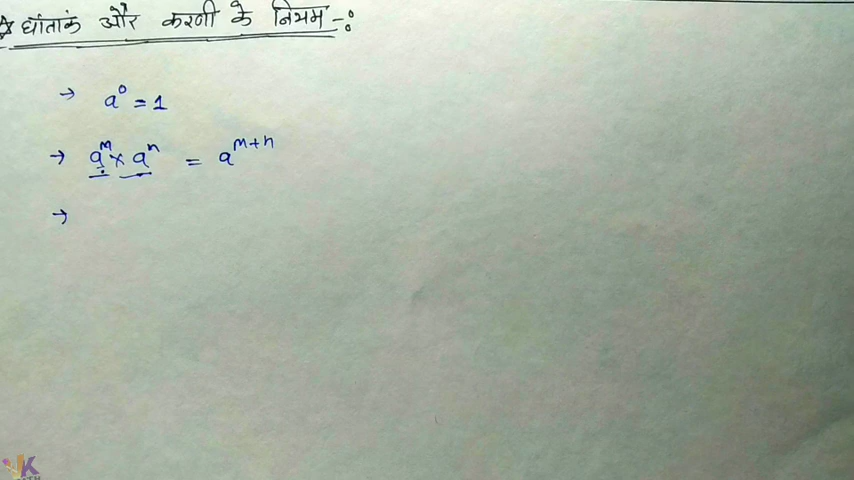 ☆ घांताकं और करणी के नियम -:
→ a⁰ = 1
→ aᵐ × aⁿ = aᵐ⁺ⁿ
→